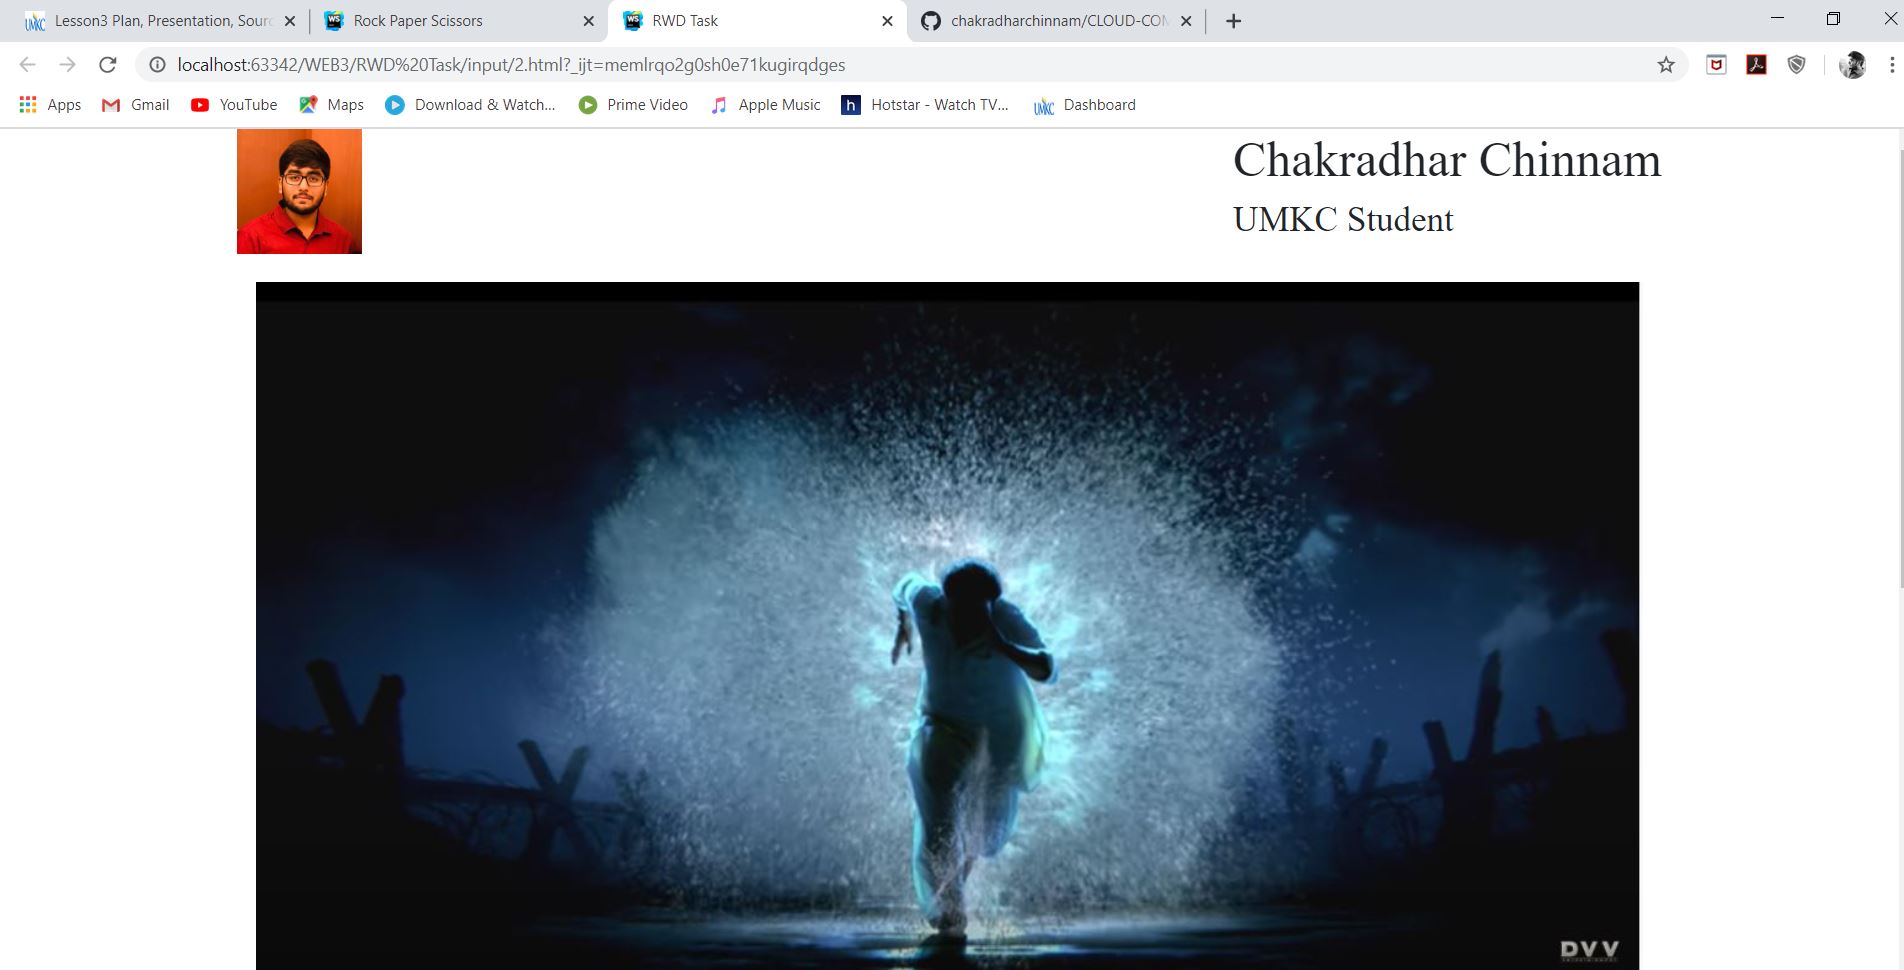 Lesson3 Plan, Presentation, Sourc
Rock Paper Scissors
RWD Task
chakradharchinnam/CLOUD-COM
localhost:63342/WEB3/RWD%20Task/input/2.html?_ijt=memlrqo2g0sh0e71kugirqdges
Apps
Gmail
YouTube
Maps
Download & Watch...
Prime Video
Apple Music
h
Hotstar - Watch TV...
UMKC
Dashboard
Chakradhar Chinnam
UMKC Student
DVV